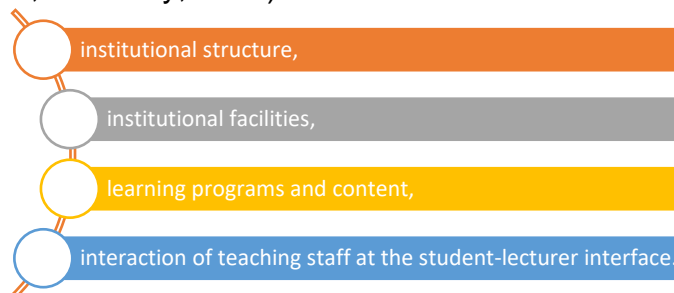 institutional structure,
institutional facilities,
learning programs and content,
interaction of teaching staff at the student-lecturer interface.